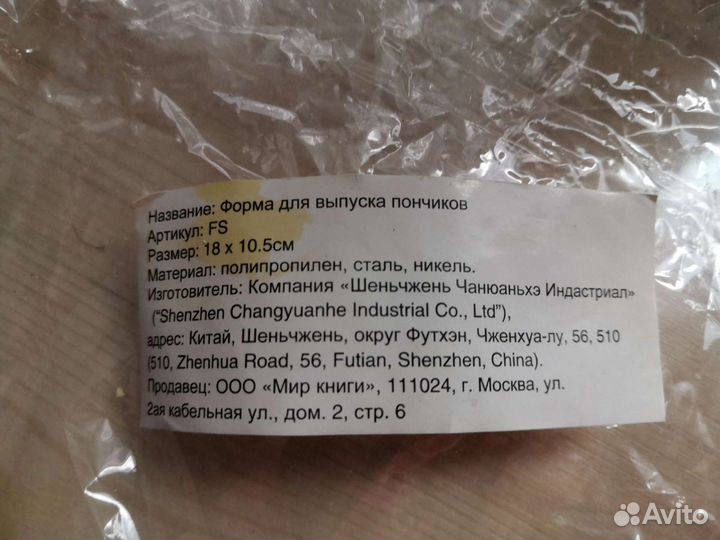 Название: Форма для выпуска пончиков
Артикул: FS
Размер: 18 x 10.5см
Материал: полипропилен, сталь, никель.
Изготовитель: Компания «Шеньчжень Чанюаньхэ Индастриал»
(“Shenzhen Changyuanhe Industrial Co., Ltd”),
адрес: Китай, Шеньчжень, округ Футхэн, Чженхуа-лу, 56, 510
(510, Zhenhua Road, 56, Futian, Shenzhen, China).
Продавец: ООО «Мир книги», 111024, г. Москва, ул.
2ая кабельная ул., дом. 2, стр. 6
Avito